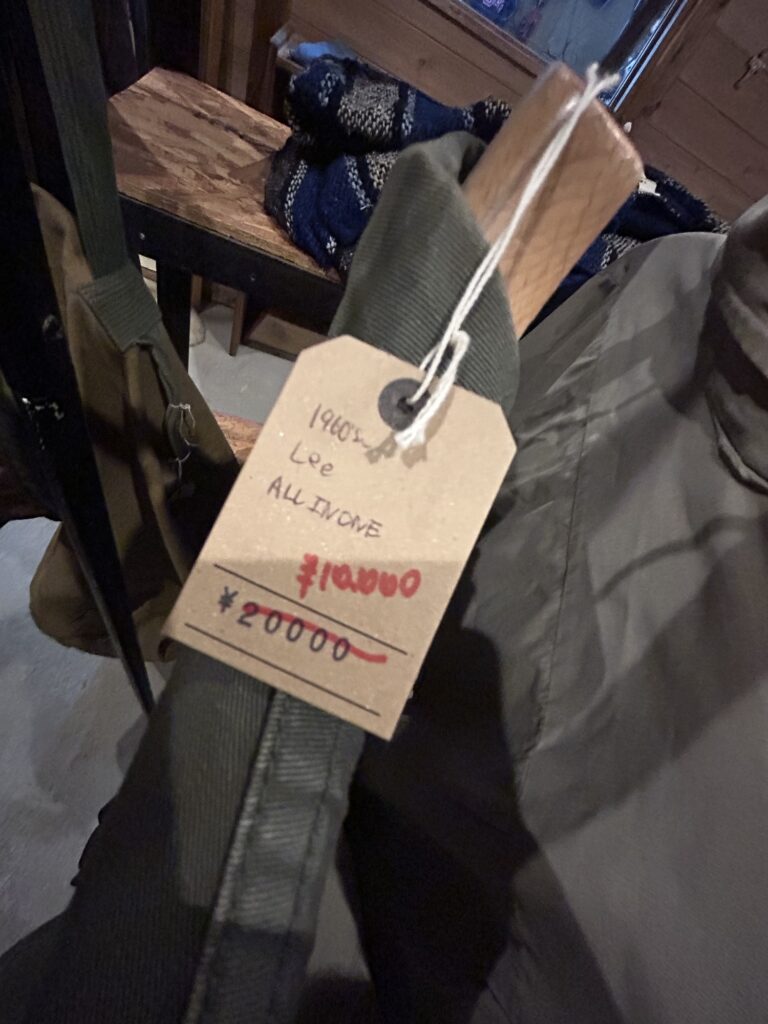 1960's
Lee
ALL IN ONE
¥10,000
¥20000